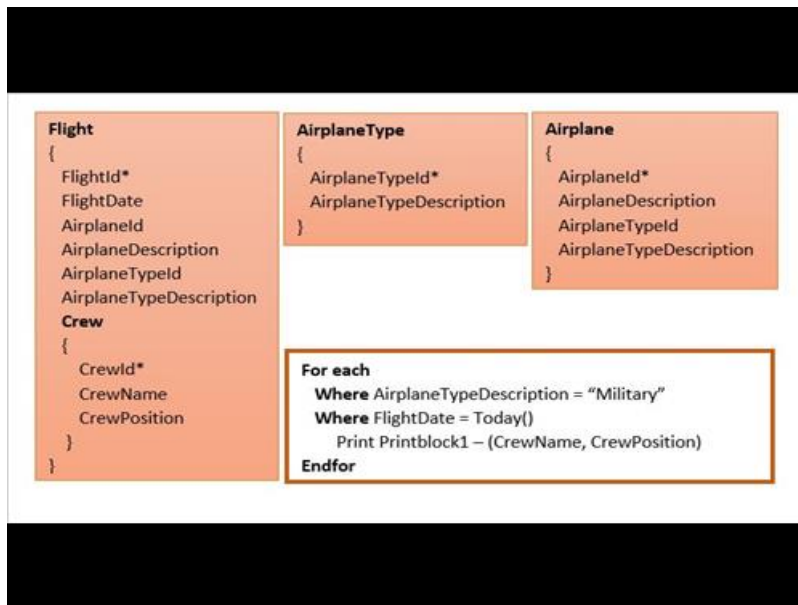 Flight
{
FlightId*
FlightDate
AirplaneId
AirplaneDescription
AirplaneTypeId
AirplaneTypeDescription
Crew
{
CrewId*
CrewName
CrewPosition
}
}
AirplaneType
{
AirplaneTypeId*
AirplaneTypeDescription
}
Airplane
{
AirplaneId*
AirplaneDescription
AirplaneTypeId
AirplaneTypeDescription
}
For each
Where AirplaneTypeDescription = “Military”
Where FlightDate = Today()
Print Printblock1 – (CrewName, CrewPosition)
Endfor